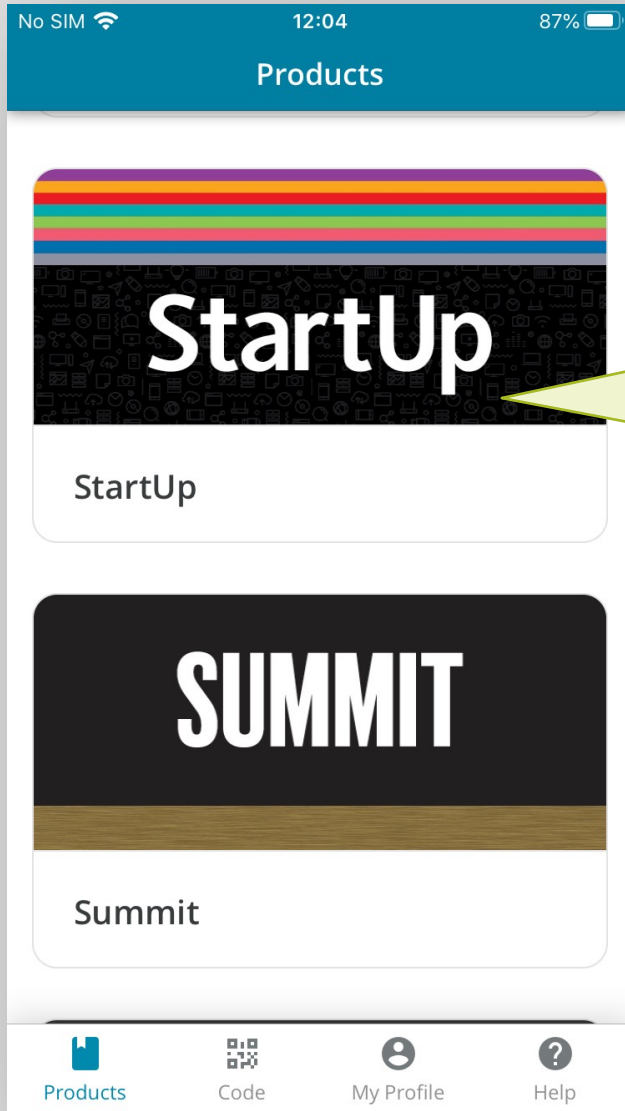 No SIM 12:04 87%
Products
StartUp
StartUp
SUMMIT
Summit
Products Code My Profile Help